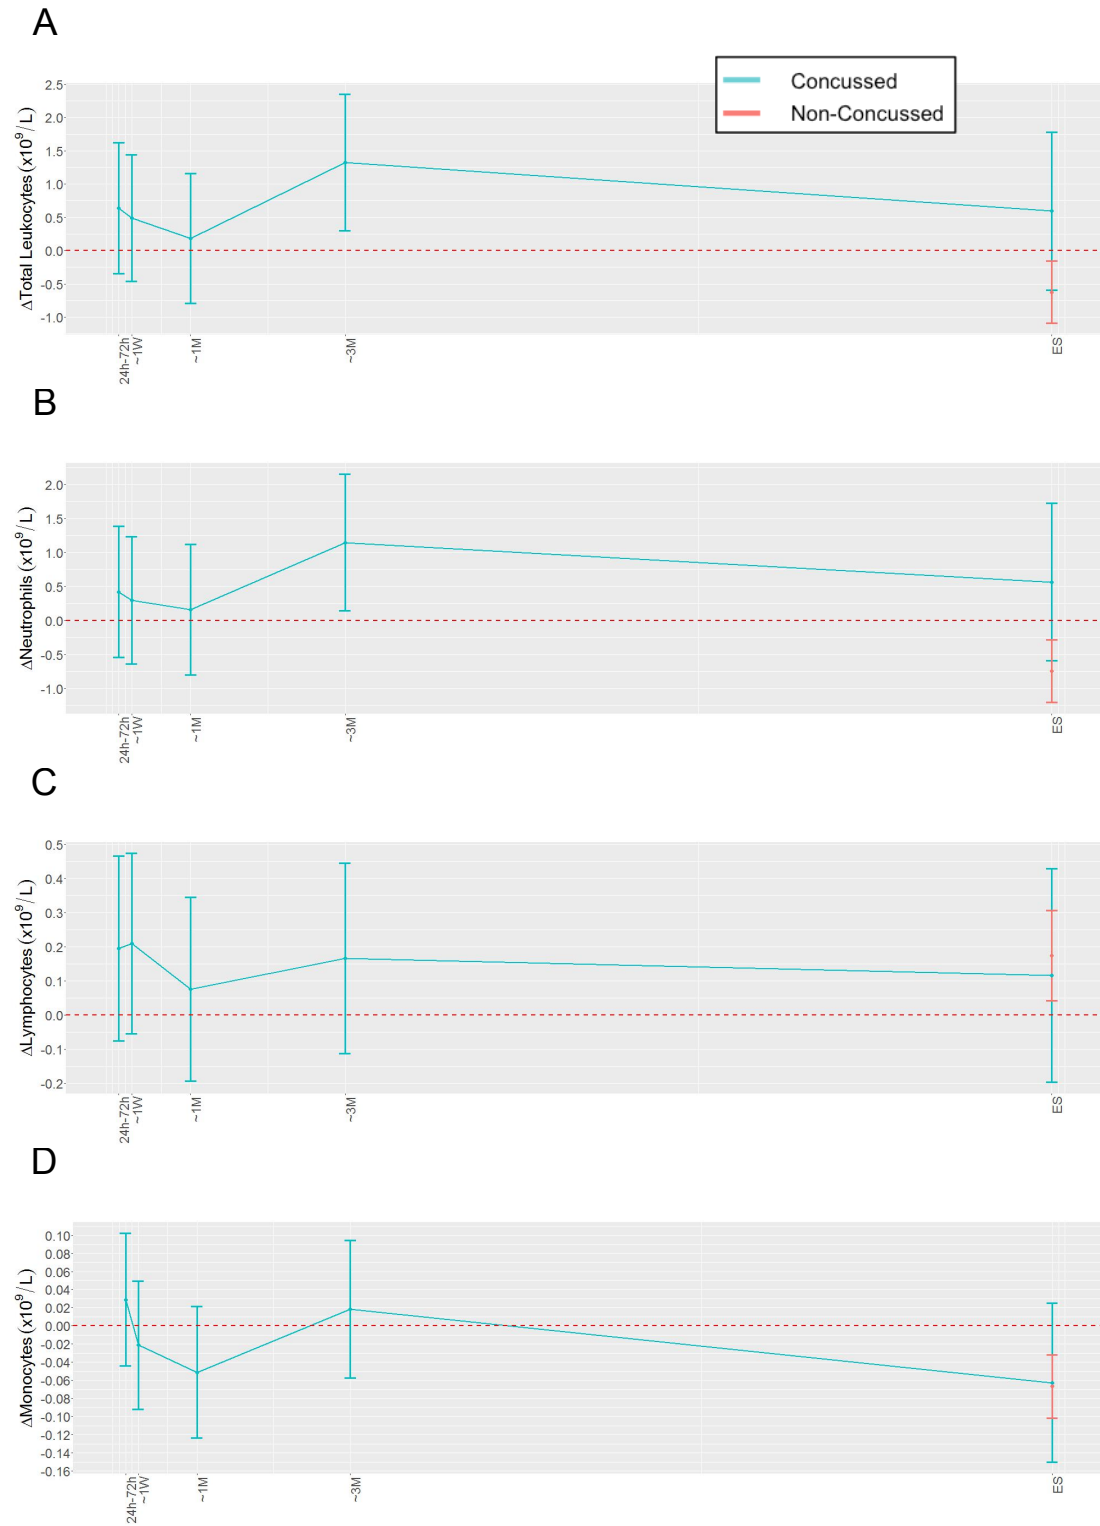 A
Concussed
Non-Concussed
ΔTotal Leukocytes (x10⁹/L)
2.5
2.0
1.5
1.0
0.5
0.0
-0.5
-1.0
24h-72h
~1W
~1M
~3M
ES
B
ΔNeutrophils (x10⁹/L)
2.0
1.5
1.0
0.5
0.0
-0.5
-1.0
24h-72h
~1W
~1M
~3M
ES
C
ΔLymphocytes (x10⁹/L)
0.5
0.4
0.3
0.2
0.1
0.0
-0.1
-0.2
24h-72h
~1W
~1M
~3M
ES
D
ΔMonocytes (x10⁹/L)
0.10
0.08
0.06
0.04
0.02
0.00
-0.02
-0.04
-0.06
-0.08
-0.10
-0.12
-0.14
-0.16
24h-72h
~1W
~1M
~3M
ES